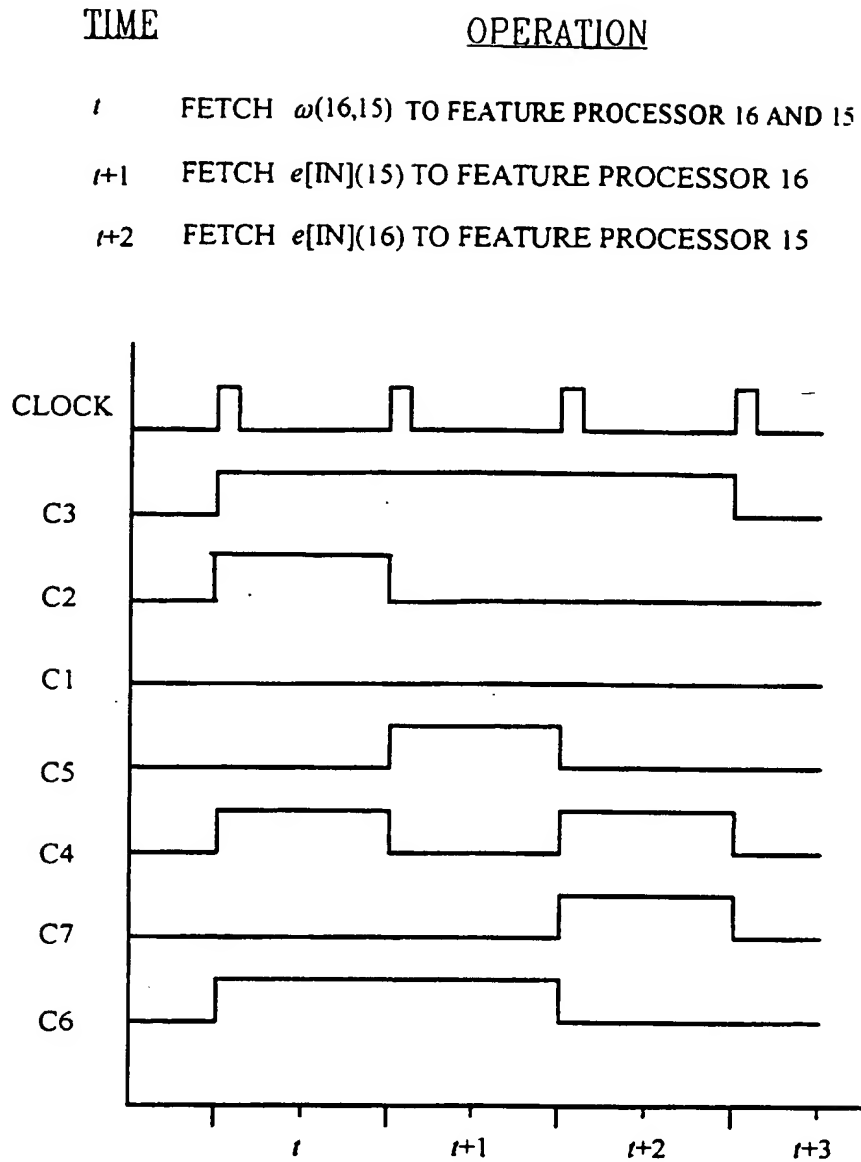 TIME OPERATION
t FETCH ω(16,15) TO FEATURE PROCESSOR 16 AND 15
t+1 FETCH e[IN](15) TO FEATURE PROCESSOR 16
t+2 FETCH e[IN](16) TO FEATURE PROCESSOR 15
CLOCK
C3
C2
C1
C5
C4
C7
C6
t t+1 t+2 t+3